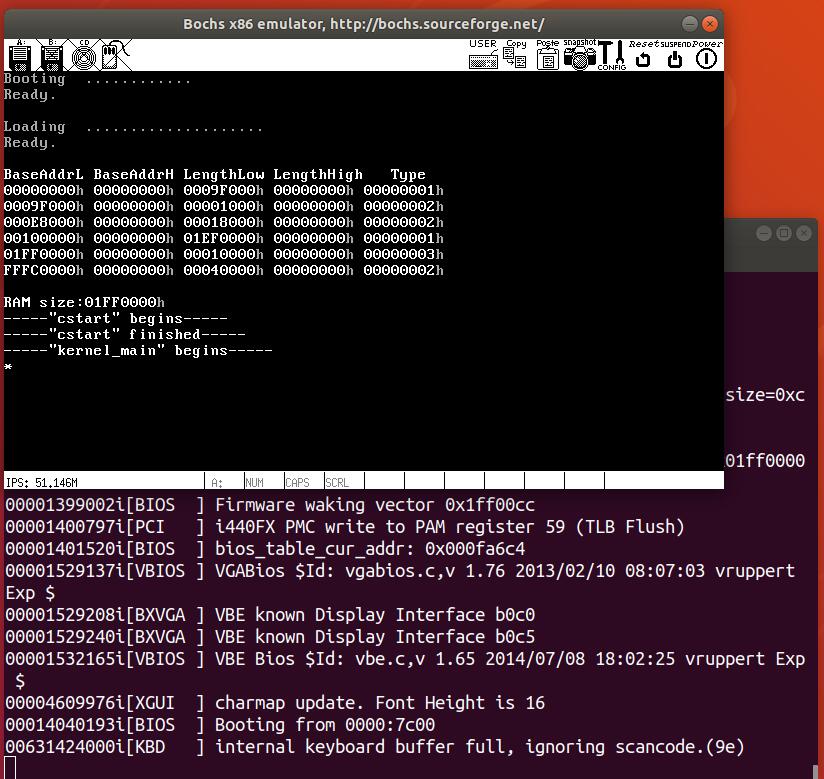 Bochs x86 emulator, http://bochs.sourceforge.net/
A: B: CD USER Copy Paste snapshot CONFIG Reset SUSPEND Power
Booting ............
Ready.
Loading ....................
Ready.
BaseAddrL BaseAddrH LengthLow LengthHigh Type
00000000h 00000000h 0009F000h 00000000h 00000001h
0009F000h 00000000h 00001000h 00000000h 00000002h
000E8000h 00000000h 00018000h 00000000h 00000002h
00100000h 00000000h 01EF0000h 00000000h 00000001h
01FF0000h 00000000h 00010000h 00000000h 00000003h
FFFC0000h 00000000h 00040000h 00000000h 00000002h
RAM size:01FF0000h
-----"cstart" begins-----
-----"cstart" finished-----
-----"kernel_main" begins-----
*
size=0xc
01ff0000
IPS: 51.146M A: NUM CAPS SCRL
00001399002i[BIOS ] Firmware waking vector 0x1ff00cc
00001400797i[PCI ] i440FX PMC write to PAM register 59 (TLB Flush)
00001401520i[BIOS ] bios_table_cur_addr: 0x000fa6c4
00001529137i[VBIOS ] VGABios $Id: vgabios.c,v 1.76 2013/02/10 08:07:03 vruppert
Exp $
00001529208i[BXVGA ] VBE known Display Interface b0c0
00001529240i[BXVGA ] VBE known Display Interface b0c5
00001532165i[VBIOS ] VBE Bios $Id: vbe.c,v 1.65 2014/07/08 18:02:25 vruppert Exp
$
00004609976i[XGUI ] charmap update. Font Height is 16
00014040193i[BIOS ] Booting from 0000:7c00
00631424000i[KBD ] internal keyboard buffer full, ignoring scancode.(9e)